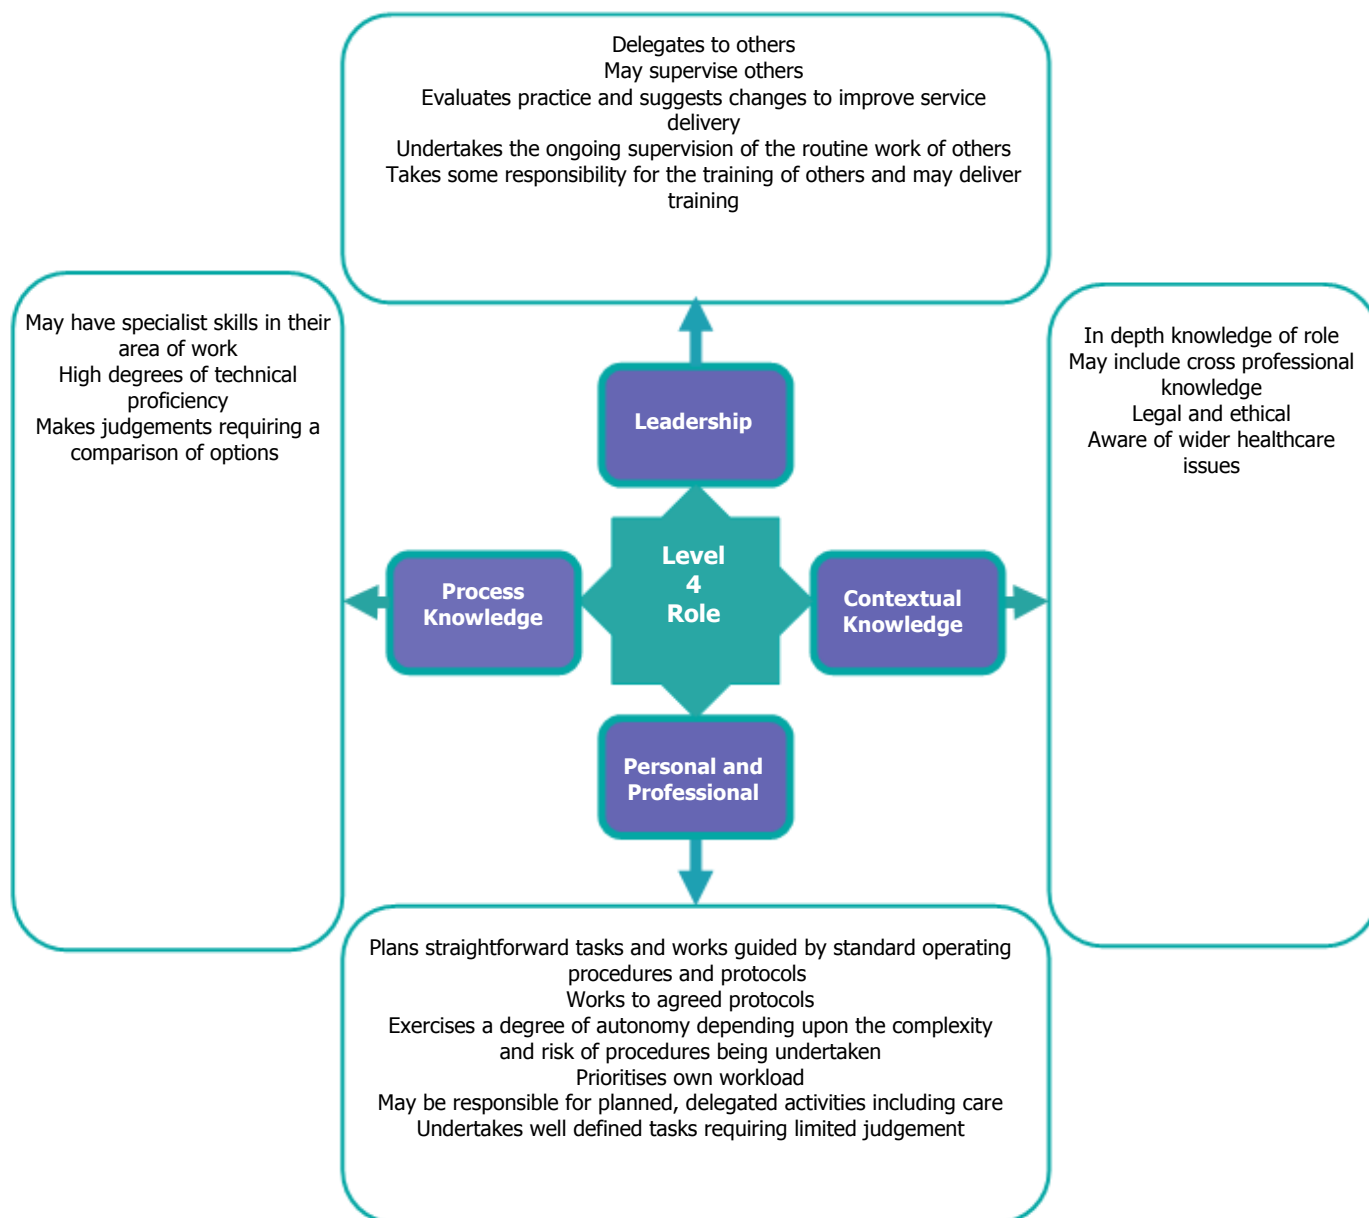 Delegates to others
May supervise others
Evaluates practice and suggests changes to improve service
delivery
Undertakes the ongoing supervision of the routine work of others
Takes some responsibility for the training of others and may deliver
training
May have specialist skills in their
area of work
High degrees of technical
proficiency
Makes judgements requiring a
comparison of options
Leadership
In depth knowledge of role
May include cross professional
knowledge
Legal and ethical
Aware of wider healthcare
issues
Process
Knowledge
Level
4
Role
Contextual
Knowledge
Personal and
Professional
Plans straightforward tasks and works guided by standard operating
procedures and protocols
Works to agreed protocols
Exercises a degree of autonomy depending upon the complexity
and risk of procedures being undertaken
Prioritises own workload
May be responsible for planned, delegated activities including care
Undertakes well defined tasks requiring limited judgement